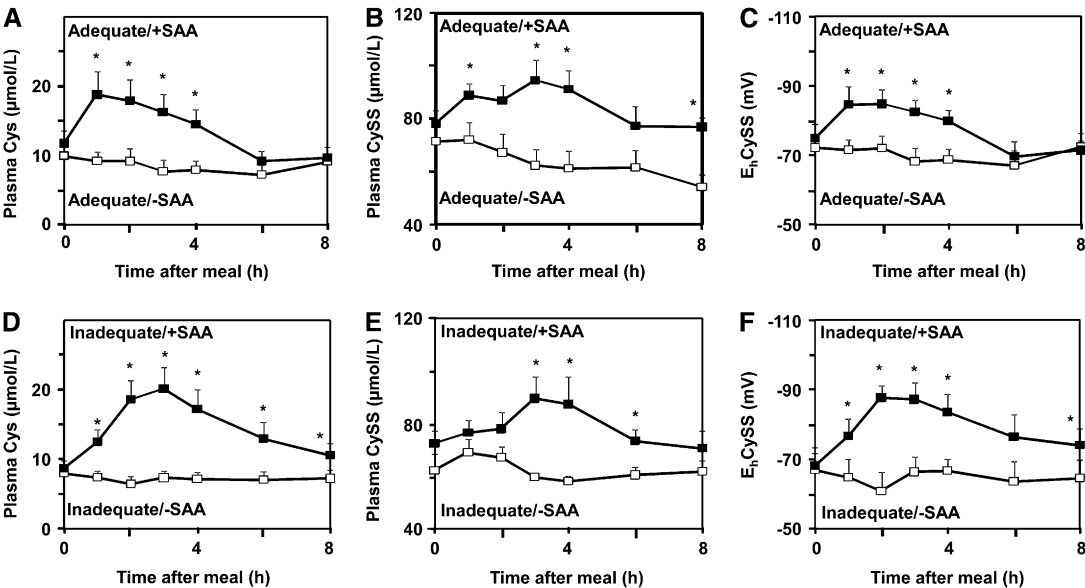 A
Adequate/+SAA
* * * *
Plasma Cys (µmol/L)
20
10
0
Adequate/-SAA
0 4 8
Time after meal (h)
B
120
Adequate/+SAA
* * * *
Plasma CySS (µmol/L)
80
40
Adequate/-SAA
0 4 8
Time after meal (h)
C
-110
Adequate/+SAA
* * * *
EhCySS (mV)
-90
-70
-50
Adequate/-SAA
0 4 8
Time after meal (h)
D
Inadequate/+SAA
* * * * * *
Plasma Cys (µmol/L)
20
10
0
Inadequate/-SAA
0 4 8
Time after meal (h)
E
120
Inadequate/+SAA
* * *
Plasma CySS (µmol/L)
80
40
Inadequate/-SAA
0 4 8
Time after meal (h)
F
-110
Inadequate/+SAA
* * * * *
EhCySS (mV)
-90
-70
-50
Inadequate/-SAA
0 4 8
Time after meal (h)